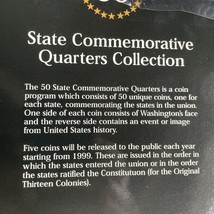 State Commemorative
Quarters Collection
The 50 State Commemorative Quarters is a coin
program which consists of 50 unique coins, one for
each state, commemorating the states in the union.
One side of each coin consists of Washington's face
and the reverse side contains an event or image
from United States history.
Five coins will be released to the public each year
starting from 1999. These are issued in the order in
which the states entered the union or in the order
the states ratified the Constitutuon (for the Original
Thirteen Colonies).